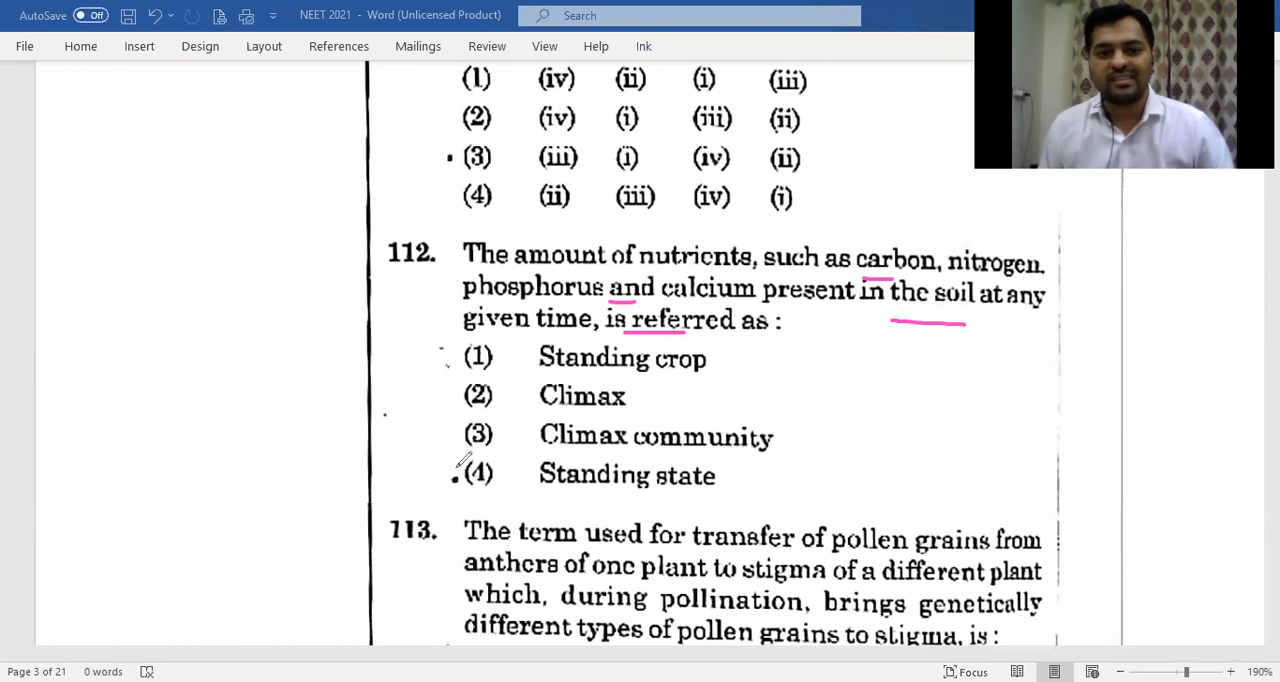 AutoSave Off NEET 2021 - Word (Unlicensed Product) Search
File Home Insert Design Layout References Mailings Review View Help Ink
(1) (iv) (ii) (i) (iii)
(2) (iv) (i) (iii) (ii)
(3) (iii) (i) (iv) (ii)
(4) (ii) (iii) (iv) (i)
112. The amount of nutrients, such as carbon, nitrogen,
phosphorus and calcium present in the soil at any
given time, is referred as :
(1) Standing crop
(2) Climax
(3) Climax community
(4) Standing state
113. The term used for transfer of pollen grains from
anthers of one plant to stigma of a different plant
which, during pollination, brings genetically
different types of pollen grains to stigma, is :
Page 3 of 21 0 words Focus 190%